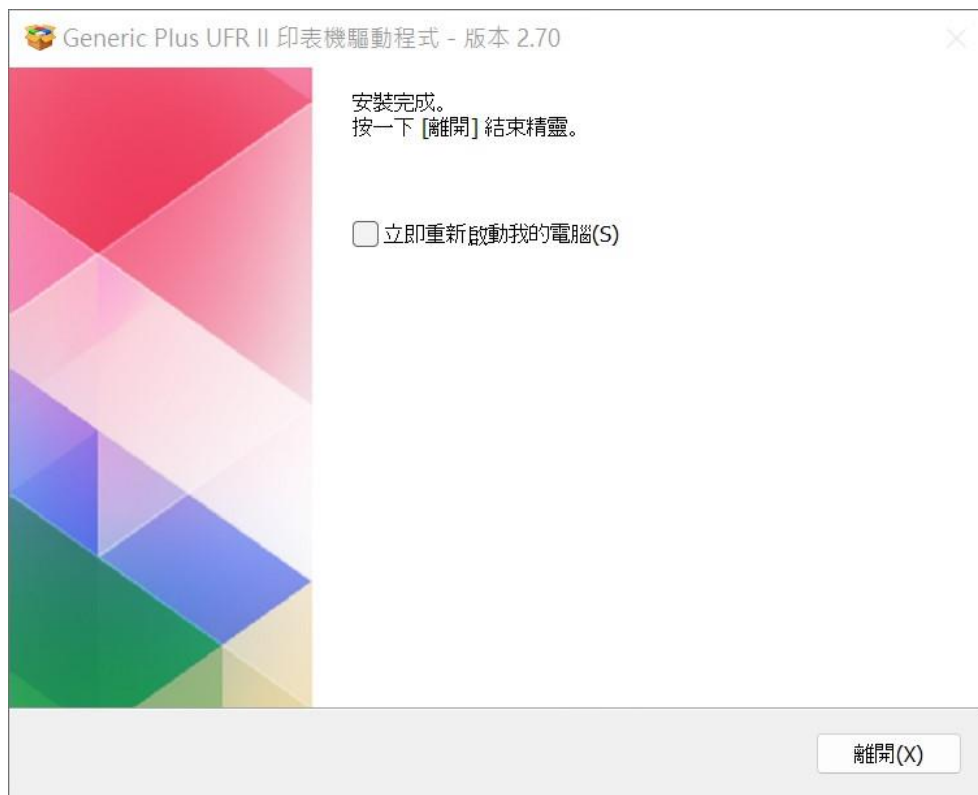 Generic Plus UFR II 印表機驅動程式 - 版本 2.70
安裝完成。
按一下 [離開] 結束精靈。
立即重新啟動我的電腦(S)
離開(X)